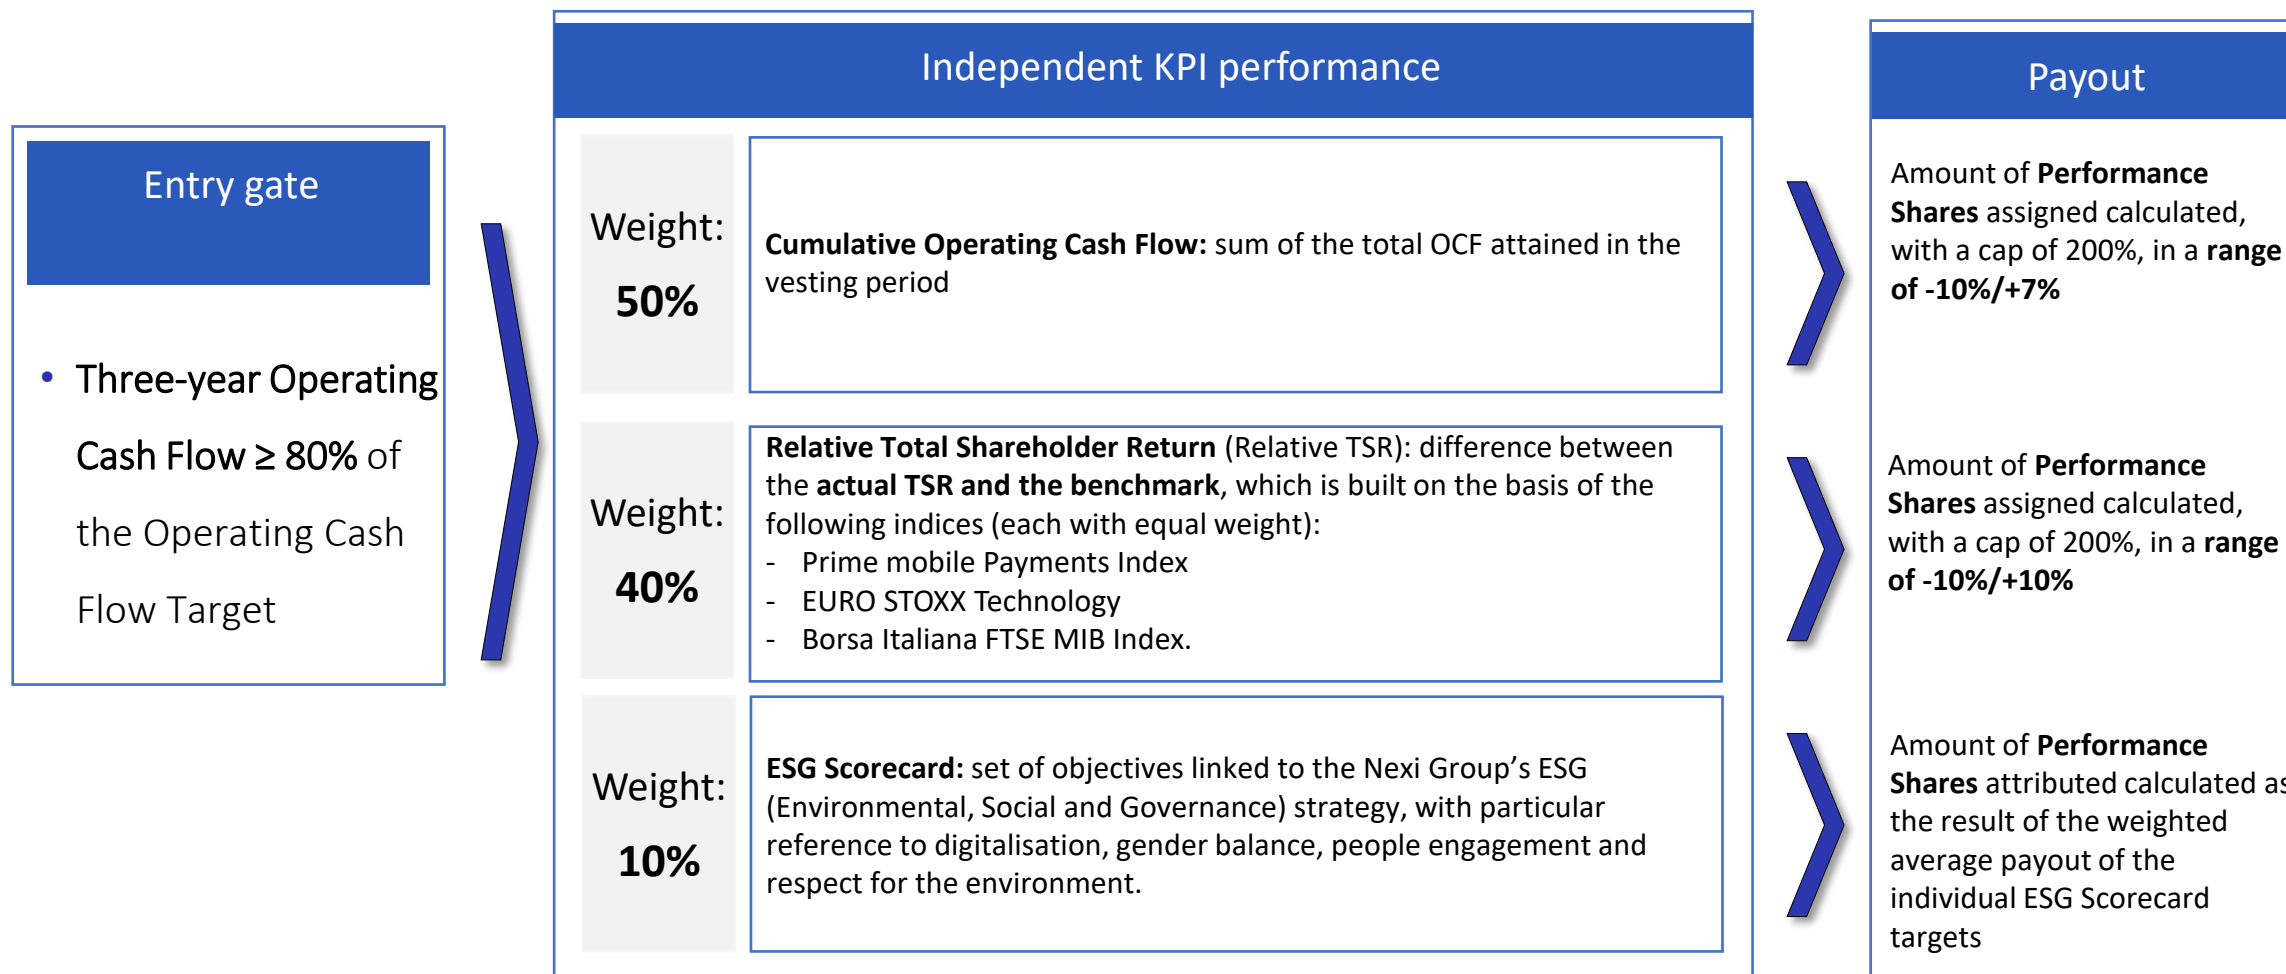 Entry gate
• Three-year Operating
Cash Flow ≥ 80% of
the Operating Cash
Flow Target
Independent KPI performance
Weight:
50%
Cumulative Operating Cash Flow: sum of the total OCF attained in the
vesting period
Weight:
40%
Relative Total Shareholder Return (Relative TSR): difference between
the actual TSR and the benchmark, which is built on the basis of the
following indices (each with equal weight):
- Prime mobile Payments Index
- EURO STOXX Technology
- Borsa Italiana FTSE MIB Index.
Weight:
10%
ESG Scorecard: set of objectives linked to the Nexi Group's ESG
(Environmental, Social and Governance) strategy, with particular
reference to digitalisation, gender balance, people engagement and
respect for the environment.
Payout
Amount of Performance
Shares assigned calculated,
with a cap of 200%, in a range
of -10%/+7%
Amount of Performance
Shares assigned calculated,
with a cap of 200%, in a range
of -10%/+10%
Amount of Performance
Shares attributed calculated as
the result of the weighted
average payout of the
individual ESG Scorecard
targets